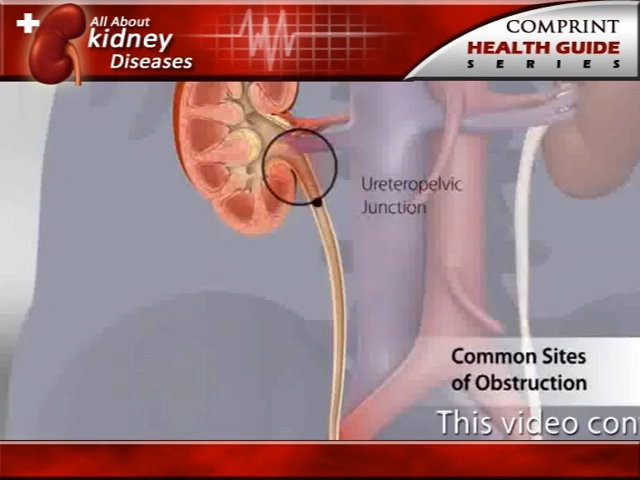 All About
kidney
Diseases
COMPRINT
HEALTH GUIDE
SERIES
Ureteropelvic
Junction
Common Sites
of Obstruction
This video con